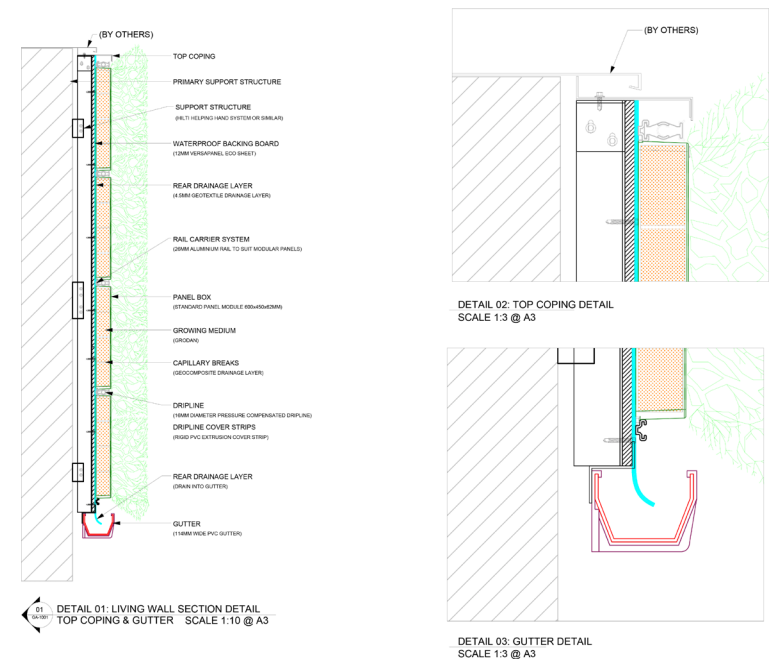 (BY OTHERS)
TOP COPING
PRIMARY SUPPORT STRUCTURE
SUPPORT STRUCTURE
(HILTI HELPING HAND SYSTEM OR SIMILAR)
WATERPROOF BACKING BOARD
(12MM VERSAPANEL ECO SHEET)
REAR DRAINAGE LAYER
(4.5MM GEOTEXTILE DRAINAGE LAYER)
RAIL CARRIER SYSTEM
(26MM ALUMINIUM RAIL TO SUIT MODULAR PANELS)
PANEL BOX
(STANDARD PANEL MODULE 600x450x62MM)
GROWING MEDIUM
(GRODAN)
CAPILLARY BREAKS
(GEOCOMPOSITE DRAINAGE LAYER)
DRIPLINE
(16MM DIAMETER PRESSURE COMPENSATED DRIPLINE)
DRIPLINE COVER STRIPS
(RIGID PVC EXTRUSION COVER STRIP)
REAR DRAINAGE LAYER
(DRAIN INTO GUTTER)
GUTTER
(114MM WIDE PVC GUTTER)
01
GA-1001
DETAIL 01: LIVING WALL SECTION DETAIL
TOP COPING & GUTTER SCALE 1:10 @ A3
(BY OTHERS)
DETAIL 02: TOP COPING DETAIL
SCALE 1:3 @ A3
DETAIL 03: GUTTER DETAIL
SCALE 1:3 @ A3